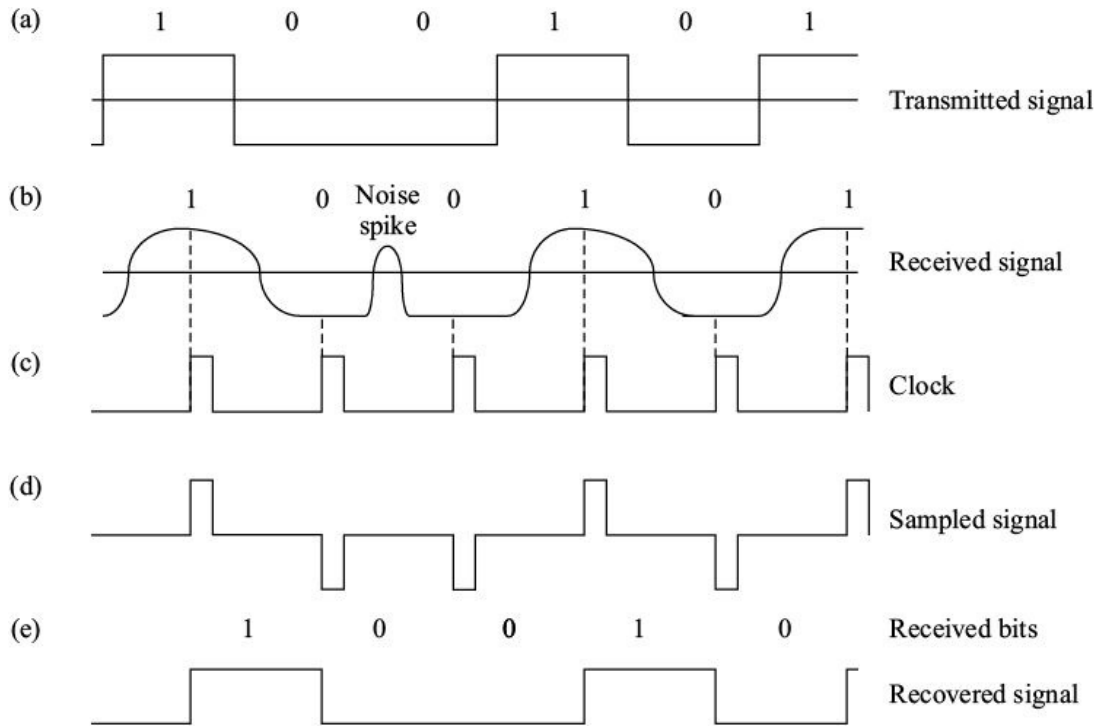 (a) 1 0 0 1 0 1
Transmitted signal
(b) 1 0 Noise spike 0 1 0 1
Received signal
(c)
Clock
(d)
Sampled signal
(e) 1 0 0 1 0 Received bits
Recovered signal